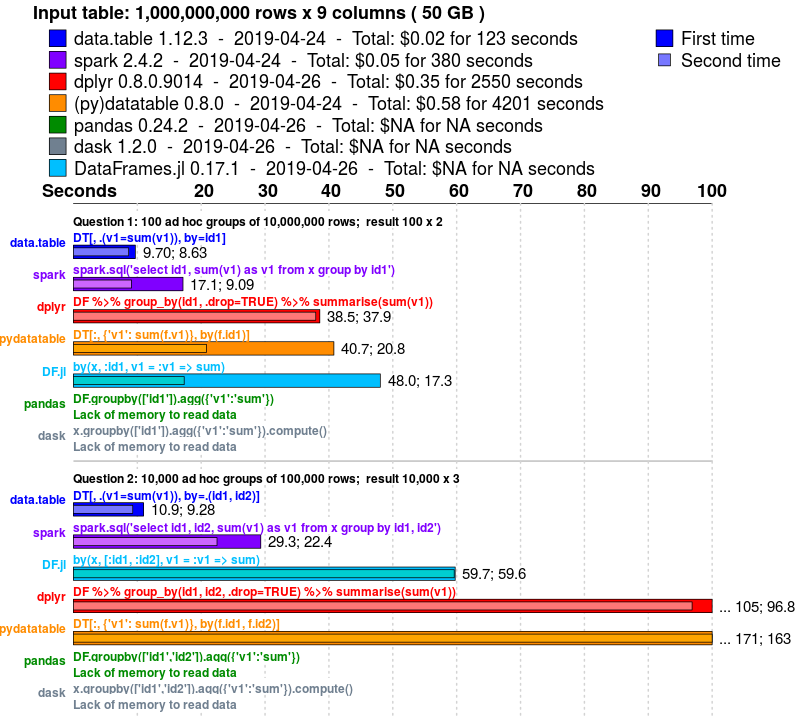 Input table: 1,000,000,000 rows x 9 columns ( 50 GB )
data.table 1.12.3 - 2019-04-24 - Total: $0.02 for 123 seconds
First time
spark 2.4.2 - 2019-04-24 - Total: $0.05 for 380 seconds
Second time
dplyr 0.8.0.9014 - 2019-04-26 - Total: $0.35 for 2550 seconds
(py)datatable 0.8.0 - 2019-04-24 - Total: $0.58 for 4201 seconds
pandas 0.24.2 - 2019-04-26 - Total: $NA for NA seconds
dask 1.2.0 - 2019-04-26 - Total: $NA for NA seconds
DataFrames.jl 0.17.1 - 2019-04-26 - Total: $NA for NA seconds
Seconds 20 30 40 50 60 70 80 90 100
Question 1: 100 ad hoc groups of 10,000,000 rows; result 100 x 2
DT[, .(v1=sum(v1)), by=id1]
data.table 9.70; 8.63
spark.sql('select id1, sum(v1) as v1 from x group by id1')
spark 17.1; 9.09
DF %>% group_by(id1, .drop=TRUE) %>% summarise(sum(v1))
dplyr 38.5; 37.9
DT[:, {'v1': sum(f.v1)}, by(f.id1)]
pydatatable 40.7; 20.8
by(x, :id1, v1 = :v1 => sum)
DF.jl 48.0; 17.3
DF.groupby(['id1']).agg({'v1':'sum'})
pandas
Lack of memory to read data
x.groupby(['id1']).agg({'v1':'sum'}).compute()
dask
Lack of memory to read data
Question 2: 10,000 ad hoc groups of 100,000 rows; result 10,000 x 3
DT[, .(v1=sum(v1)), by=.(id1, id2)]
data.table 10.9; 9.28
spark.sql('select id1, id2, sum(v1) as v1 from x group by id1, id2')
spark 29.3; 22.4
by(x, [:id1, :id2], v1 = :v1 => sum)
DF.jl 59.7; 59.6
DF %>% group_by(id1, id2, .drop=TRUE) %>% summarise(sum(v1))
dplyr ... 105; 96.8
DT[:, {'v1': sum(f.v1)}, by(f.id1, f.id2)]
pydatatable ... 171; 163
DF.groupby(['id1','id2']).agg({'v1':'sum'})
pandas
Lack of memory to read data
x.groupby(['id1','id2']).agg({'v1':'sum'}).compute()
dask
Lack of memory to read data